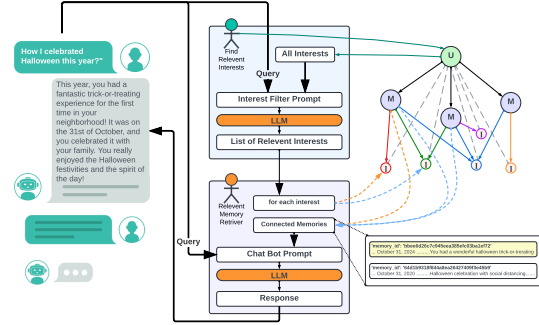 How I celebrated
Halloween this year?"
This year, you had a
fantastic trick-or-treating
experience for the first
time in your
neighborhood! It was on
the 31st of October, and
you celebrated it with
your family. You really
enjoyed the Halloween
festivities and the spirit of
the day!
Find
Relevent
Interests
All Interests
Query
Interest Filter Prompt
LLM
List of Relevent Interests
Relevent
Memory
Retriver
for each interest
Connected Memories
Query
Chat Bot Prompt
LLM
Response
U
M
M
M
I
I
I
I
I
'memory_id':
October 31, 2024 ......... You had a wonderful halloween trick-or-treating
'memory_id':
October 31, 2020 .........Halloween celebration with social distancing,